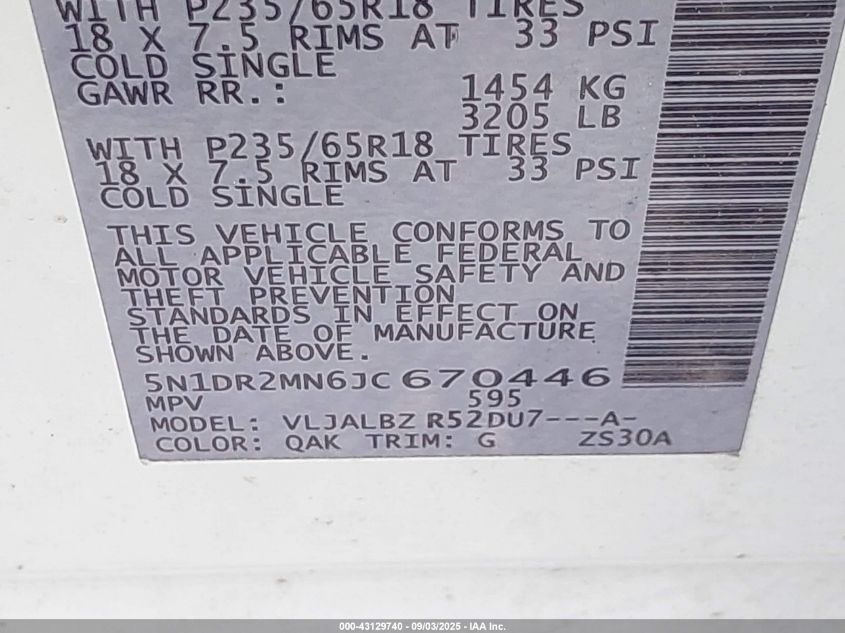 WITH P235/65R18 TIRES
18 X 7.5 RIMS AT 33 PSI
COLD SINGLE
GAWR RR.: 1454 KG
3205 LB
WITH P235/65R18 TIRES
18 X 7.5 RIMS AT 33 PSI
COLD SINGLE
THIS VEHICLE CONFORMS TO
ALL APPLICABLE FEDERAL
MOTOR VEHICLE SAFETY AND
THEFT PREVENTION
STANDARDS IN EFFECT ON
THE DATE OF MANUFACTURE
SHOWN ABOVE.
5N1DR2MN6JC670446
MPV 595
MODEL: VLJALBZ R52DU7---A-
COLOR: QAK TRIM: G ZS30A
000-43129740 - 09/03/2025 - IAA Inc.